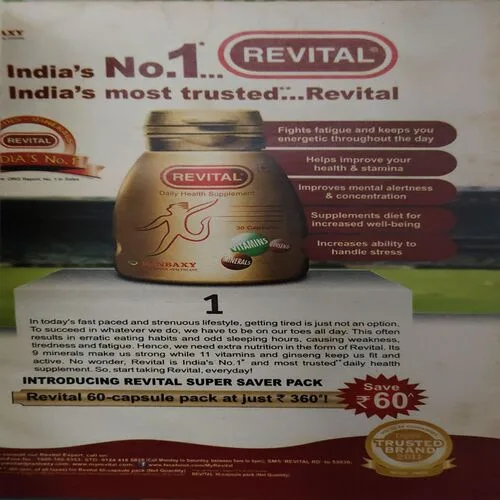 AXY
India's No.1*... REVITAL®
India's most trusted**...Revital
REVITAL
DIA'S No. 1
Fights fatigue and keeps you
energetic throughout the day
Helps improve your
health & stamina
Improves mental alertness
& concentration
Supplements diet for
increased well-being
Increases ability to
handle stress
REVITAL
Daily Health Supplement
30 Capsules
VITAMINS
GINSENG
MINERALS
RANBAXY
1
In today's fast paced and strenuous lifestyle, getting tired is just not an option.
To succeed in whatever we do, we have to be on our toes all day. This often
results in erratic eating habits and odd sleeping hours, causing weakness,
tiredness and fatigue. Hence, we need extra nutrition in the form of Revital. Its
9 minerals make us strong while 11 vitamins and ginseng keep us fit and
active. No wonder, Revital is India's No.1* and most trusted** daily health
supplement. So, start taking Revital, everyday!
INTRODUCING REVITAL SUPER SAVER PACK
Revital 60-capsule pack at just ₹ 360^!
Save
₹60^
TRUSTED
BRAND
2011